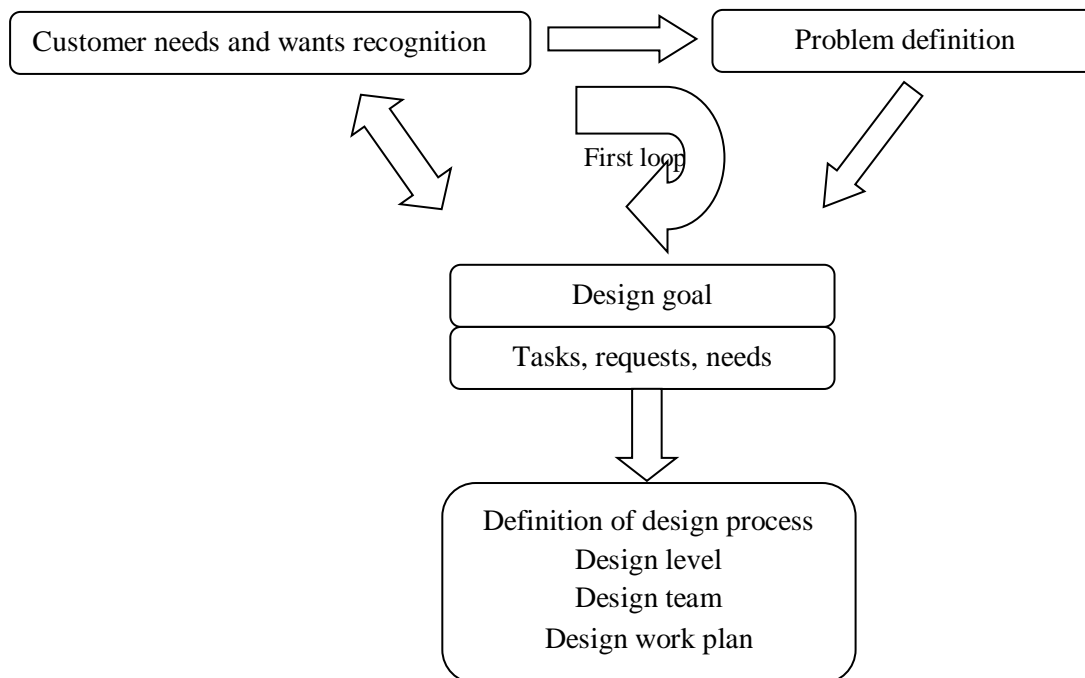 Customer needs and wants recognition
Problem definition
First loop
Design goal
Tasks, requests, needs
Definition of design process
Design level
Design team
Design work plan